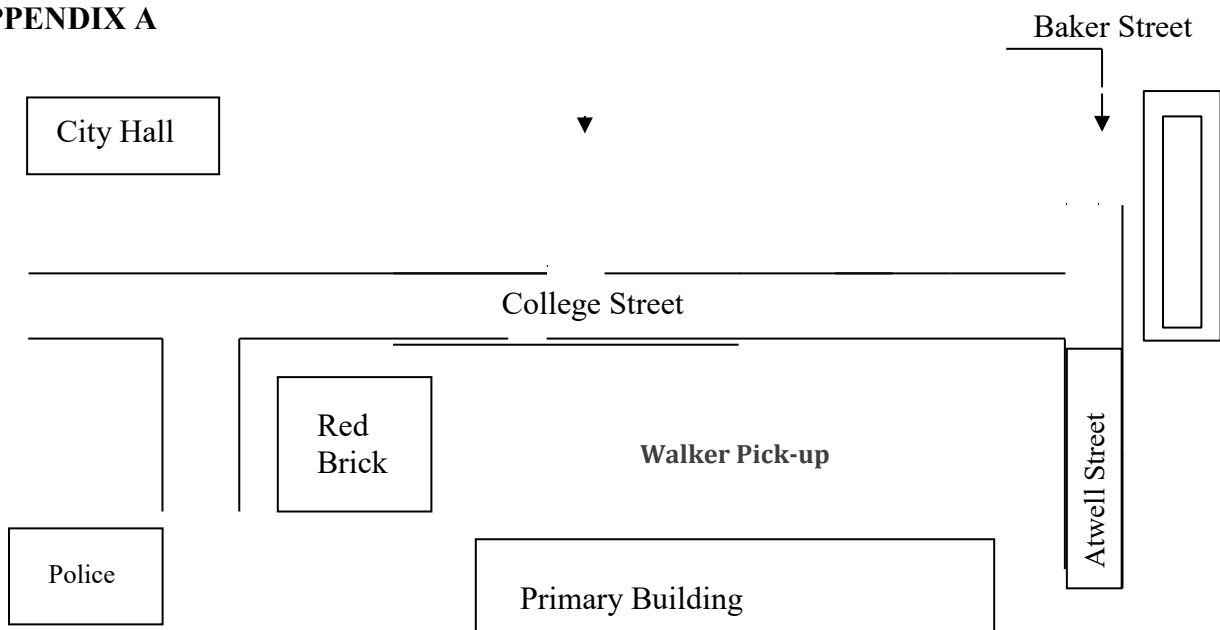 PPENDIX A
Baker Street
City Hall
College Street
Red
Brick
Walker Pick-up
Atwell Street
Police
Primary Building